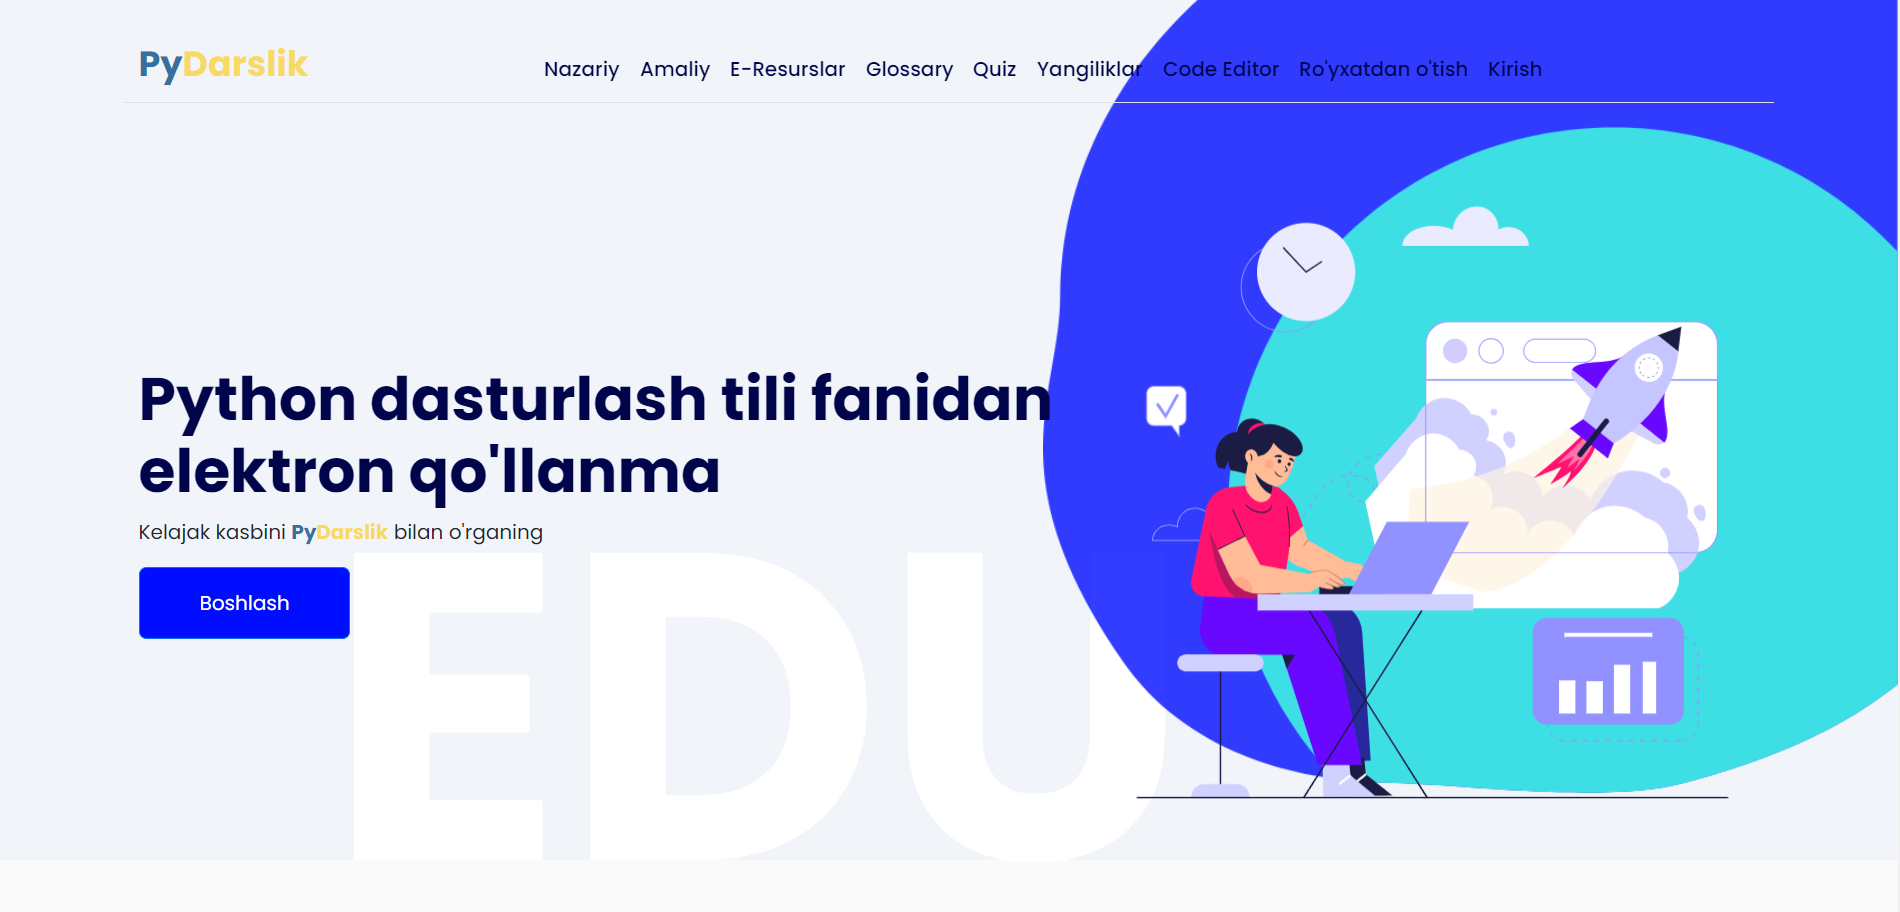 PyDarslik
Nazariy Amaliy E-Resurslar Glossary Quiz Yangiliklar Code Editor Ro'yxatdan o'tish Kirish
Python dasturlash tili fanidan
elektron qo'llanma
Kelajak kasbini PyDarslik bilan o'rganing
Boshlash
EDU